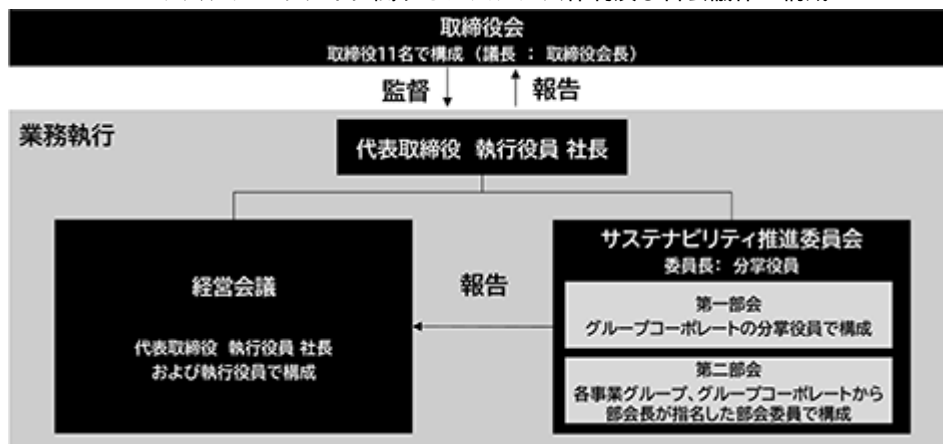 取締役会
取締役11名で構成（議長 ： 取締役会長）
監督
報告
業務執行
代表取締役 執行役員 社長
経営会議
代表取締役 執行役員 社長
および執行役員で構成
報告
サステナビリティ推進委員会
委員長： 分掌役員
第一部会
グループコーポレートの分掌役員で構成
第二部会
各事業グループ、グループコーポレートから
部会長が指名した部会委員で構成